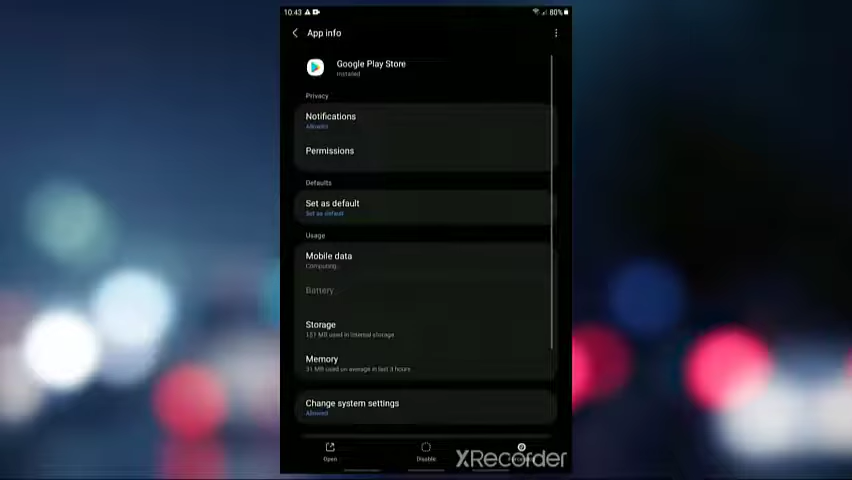 10.43
80%
App info
Google Play Store
Installed
Privacy
Notifications
Allowed
Permissions
Defaults
Set as default
Set as default
Usage
Mobile data
Computing...
Battery
Storage
151 MB used in Internal storage
Memory
31 MB used on average in last 3 hours
Change system settings
Allowed
Open
Disable
XRecorder